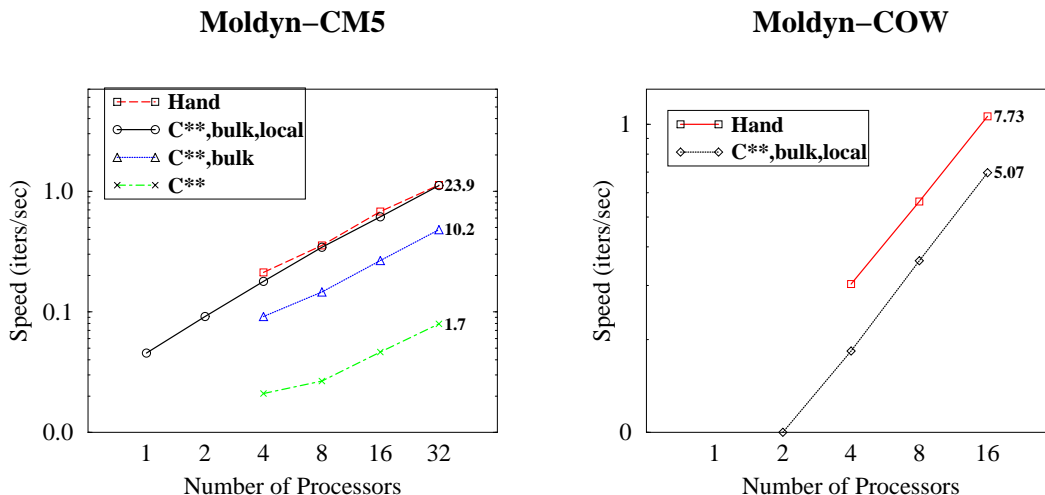 Moldyn−CM5
Hand
C**,bulk,local
C**,bulk
C**
23.9
10.2
1.7
1.0
0.1
0.0
Speed (iters/sec)
1 2 4 8 16 32
Number of Processors
Moldyn−COW
Hand
C**,bulk,local
7.73
5.07
1
0
Speed (iters/sec)
1 2 4 8 16
Number of Processors